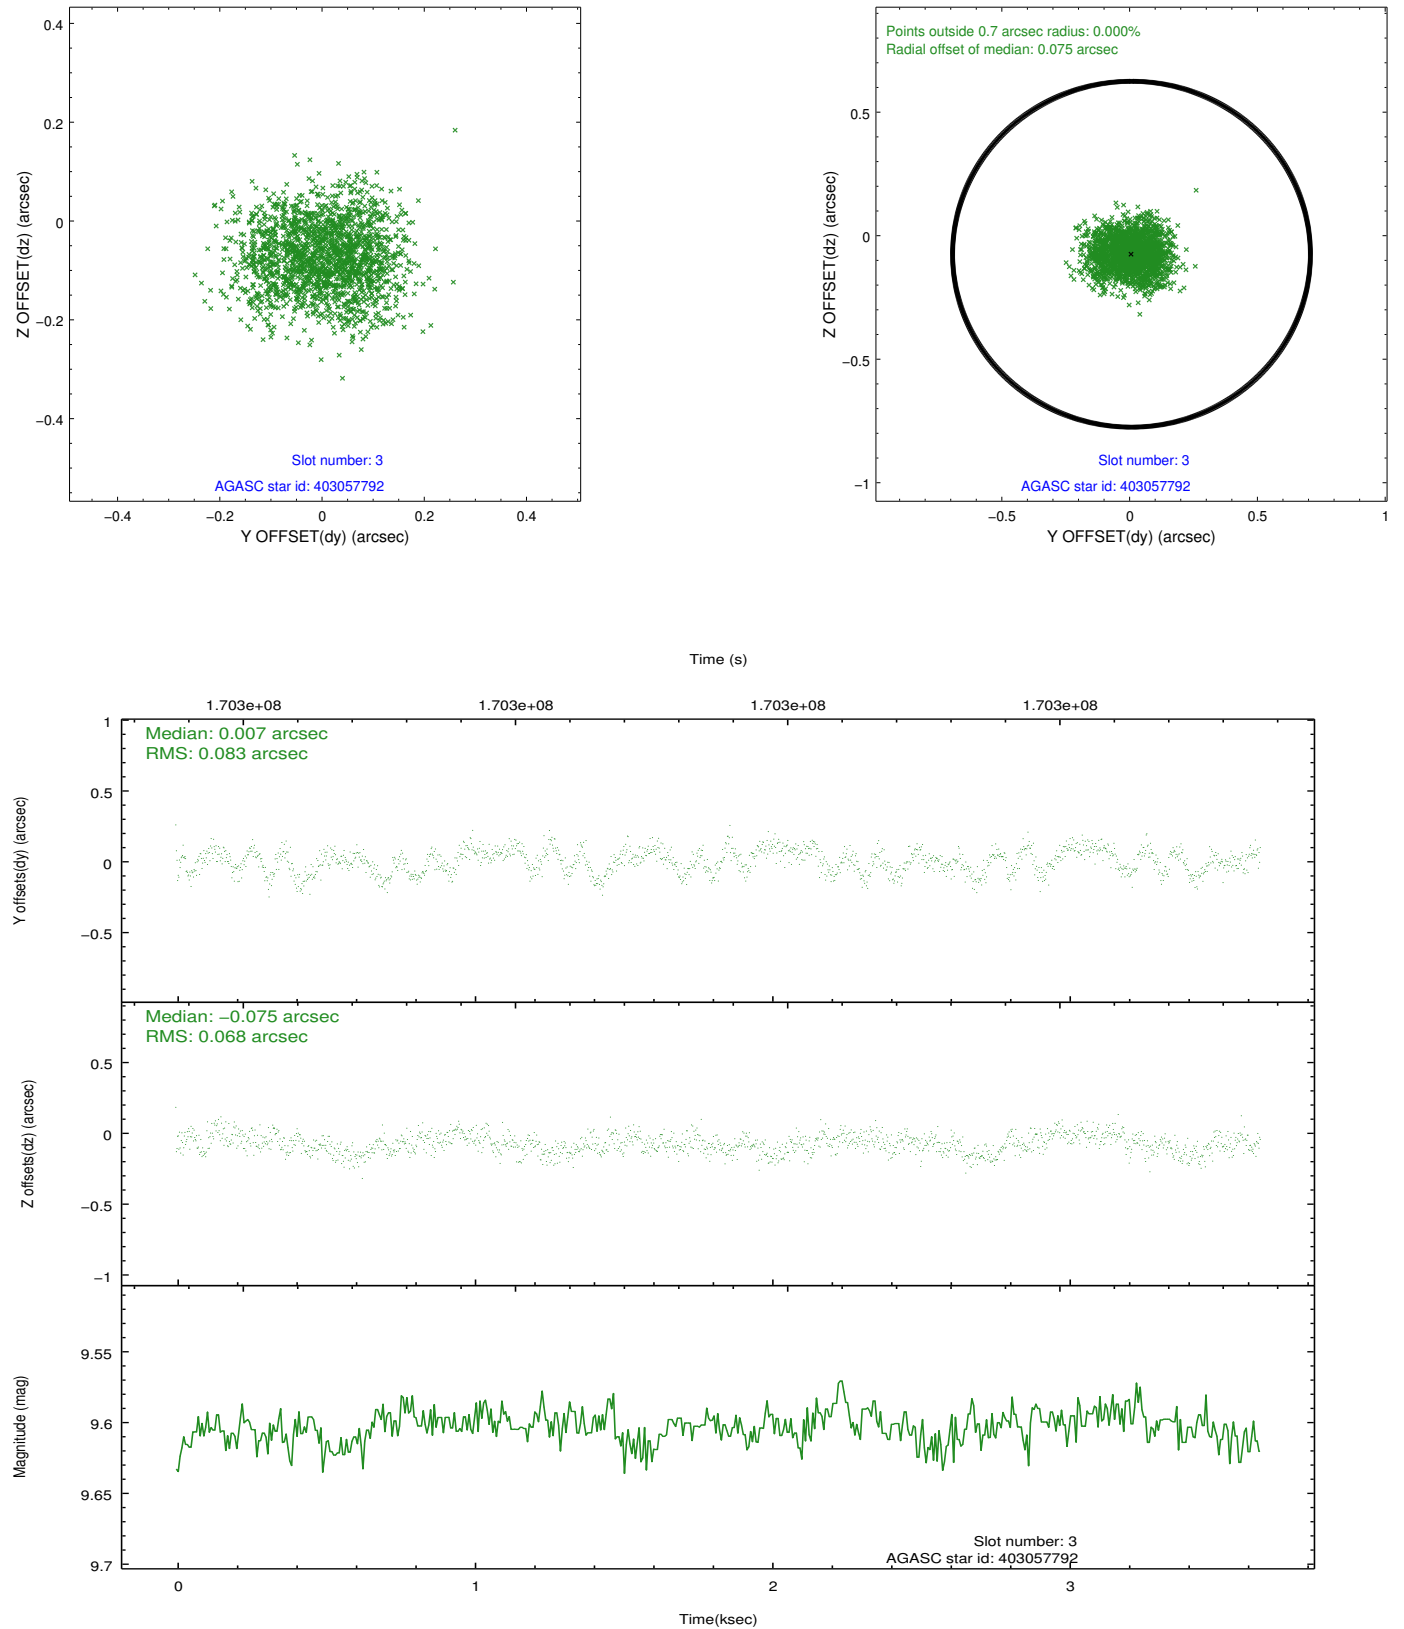 0.4
0.2
0
−0.2
−0.4
Z OFFSET(dz) (arcsec)
Slot number: 3
AGASC star id: 403057792
−0.4
−0.2
0
0.2
0.4
Y OFFSET(dy) (arcsec)
Points outside 0.7 arcsec radius: 0.000%
Radial offset of median: 0.075 arcsec
0.5
0
−0.5
−1
Z OFFSET(dz) (arcsec)
Slot number: 3
AGASC star id: 403057792
−0.5
0
0.5
1
Y OFFSET(dy) (arcsec)
Time (s)
1.703e+08
1.703e+08
1.703e+08
1.703e+08
Median: 0.007 arcsec
RMS: 0.083 arcsec
1
0.5
0
−0.5
Y offsets(dy) (arcsec)
Median: −0.075 arcsec
RMS: 0.068 arcsec
0.5
0
−0.5
−1
Z offsets(dz) (arcsec)
9.55
9.6
9.65
9.7
Magnitude (mag)
Slot number: 3
AGASC star id: 403057792
0
1
2
3
Time(ksec)